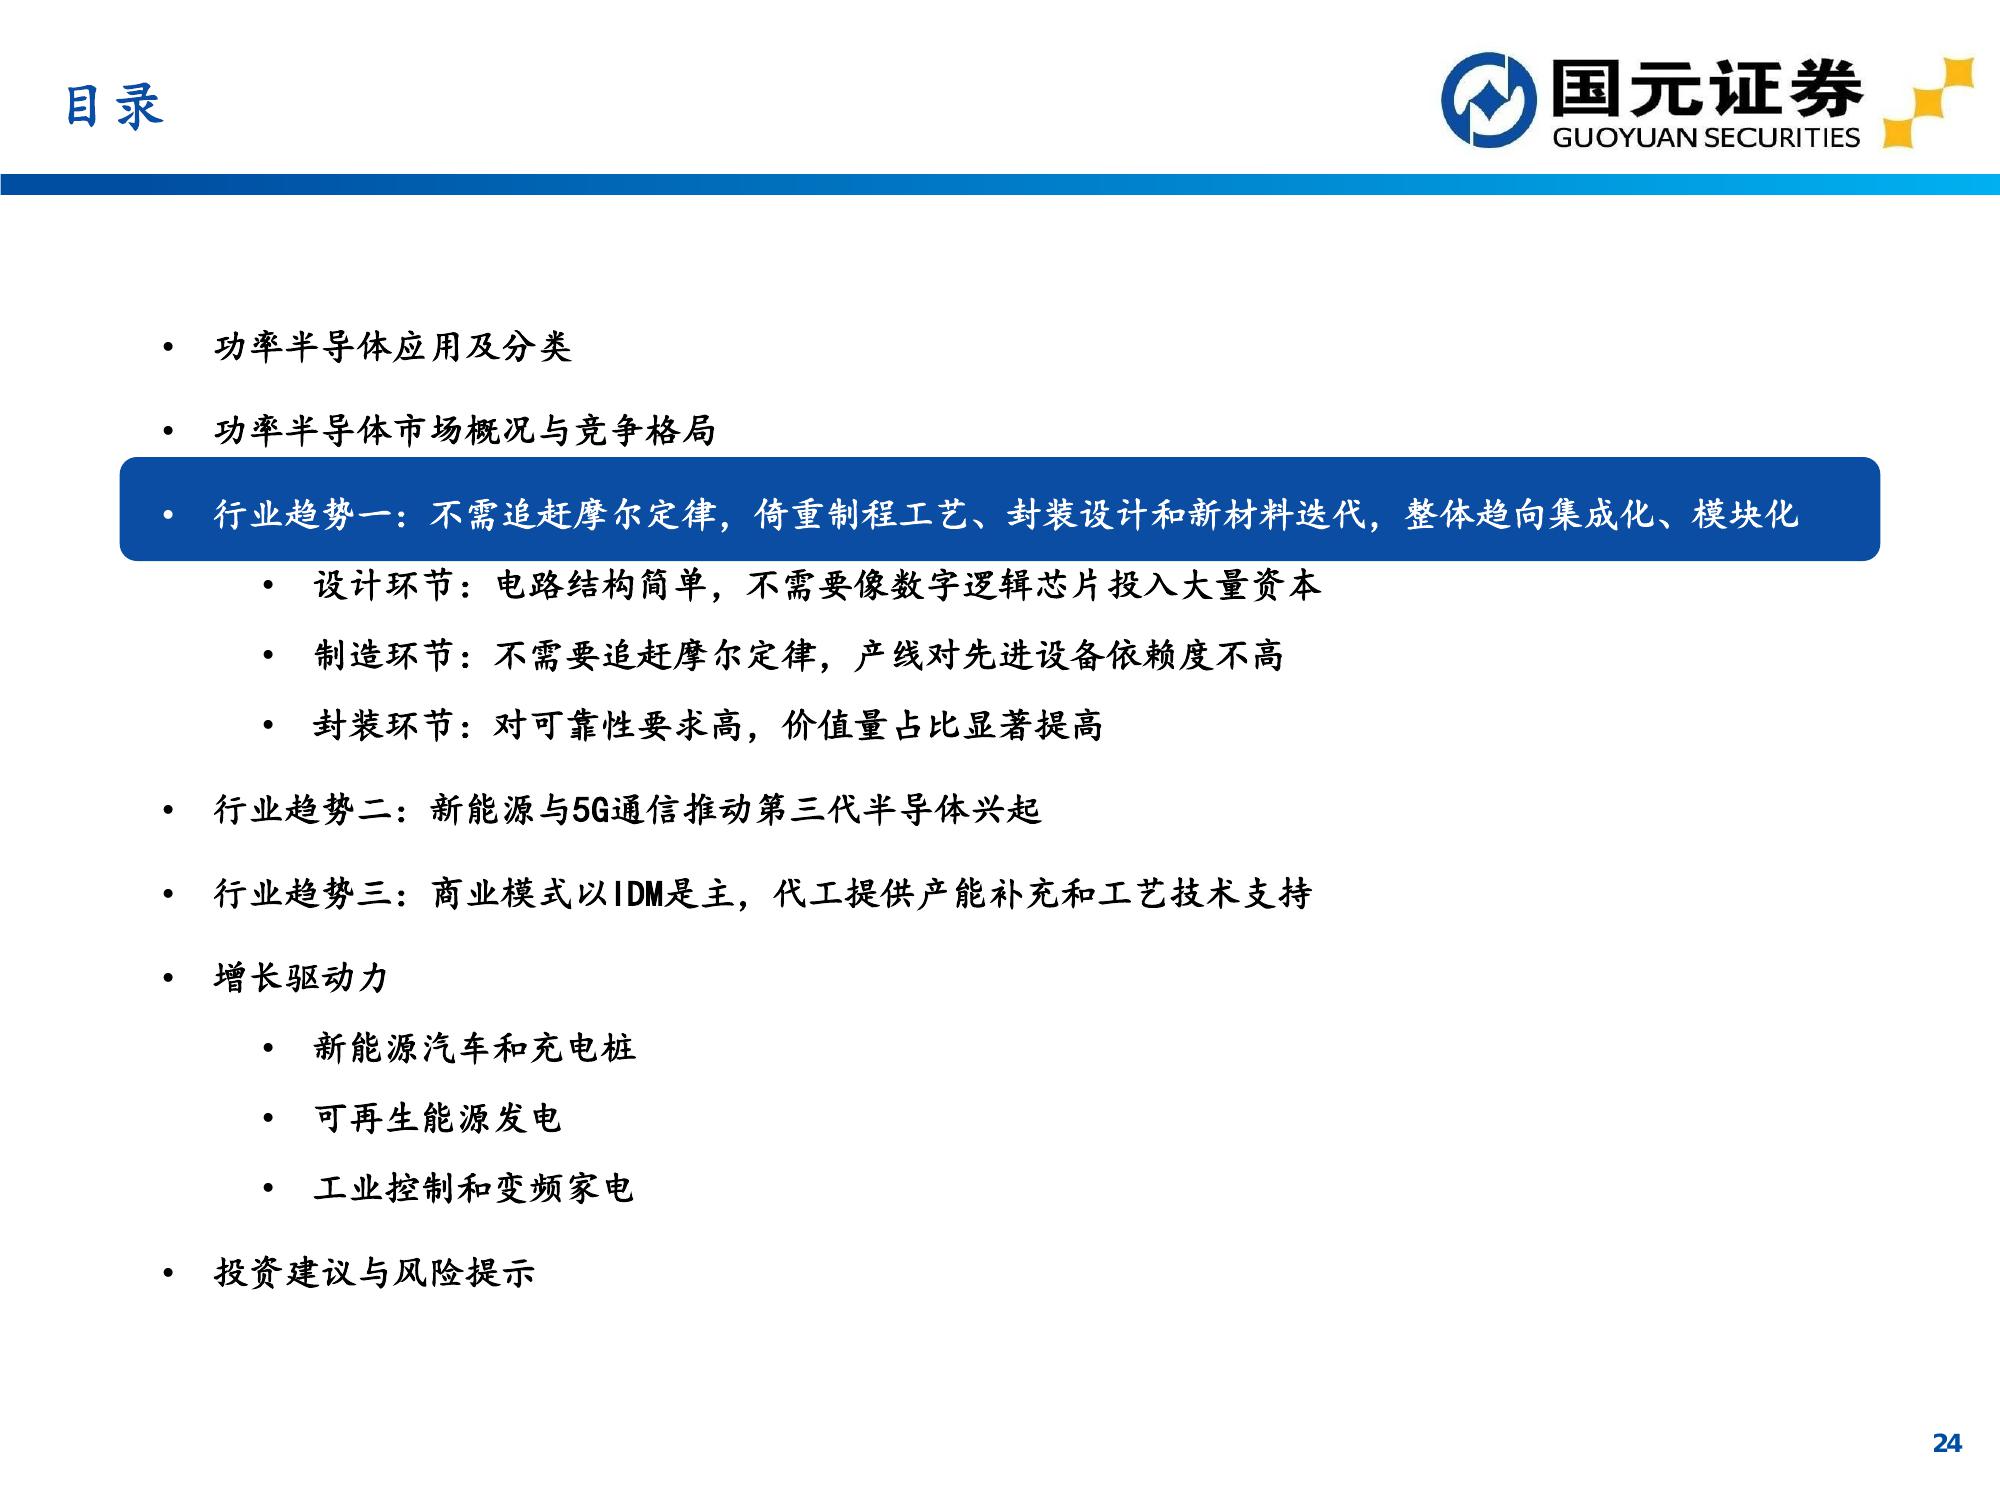 目录
国元证券
GUOYUAN SECURITIES
• 功率半导体应用及分类
• 功率半导体市场概况与竞争格局
• 行业趋势一：不需追赶摩尔定律，倚重制程工艺、封装设计和新材料迭代，整体趋向集成化、模块化
• 设计环节：电路结构简单，不需要像数字逻辑芯片投入大量资本
• 制造环节：不需要追赶摩尔定律，产线对先进设备依赖度不高
• 封装环节：对可靠性要求高，价值量占比显著提高
• 行业趋势二：新能源与5G通信推动第三代半导体兴起
• 行业趋势三：商业模式以IDM是主，代工提供产能补充和工艺技术支持
• 增长驱动力
• 新能源汽车和充电桩
• 可再生能源发电
• 工业控制和变频家电
• 投资建议与风险提示
24